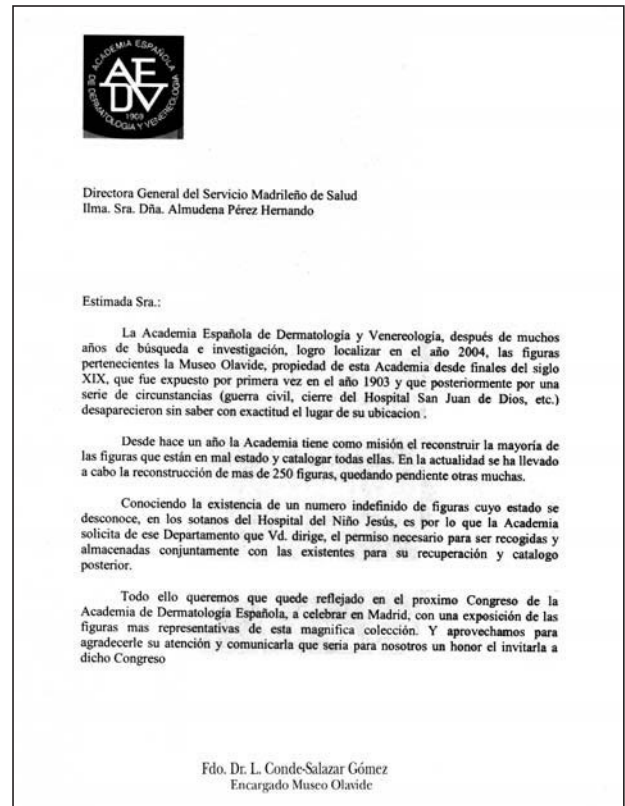 ACADEMIA ESPAÑOLA
DE DERMATOLOGIA Y VENEREOLOGIA
AE
DV
1909
Directora General del Servicio Madrileño de Salud
Ilma. Sra. Dña. Almudena Pérez Hernando
Estimada Sra.:
La Academia Española de Dermatología y Venereología, después de muchos
años de búsqueda e investigación, logro localizar en el año 2004, las figuras
pertenecientes la Museo Olavide, propiedad de esta Academia desde finales del siglo
XIX, que fue expuesto por primera vez en el año 1903 y que posteriormente por una
serie de circunstancias (guerra civil, cierre del Hospital San Juan de Dios, etc.)
desaparecieron sin saber con exactitud el lugar de su ubicacion .
Desde hace un año la Academia tiene como misión el reconstruir la mayoría de
las figuras que están en mal estado y catalogar todas ellas. En la actualidad se ha llevado
a cabo la reconstrucción de mas de 250 figuras, quedando pendiente otras muchas.
Conociendo la existencia de un numero indefinido de figuras cuyo estado se
desconoce, en los sotanos del Hospital del Niño Jesús, es por lo que la Academia
solicita de ese Departamento que Vd. dirige, el permiso necesario para ser recogidas y
almacenadas conjuntamente con las existentes para su recuperación y catalogo
posterior.
Todo ello queremos que quede reflejado en el proximo Congreso de la
Academia de Dermatología Española, a celebrar en Madrid, con una exposición de las
figuras mas representativas de esta magnifica colección. Y aprovechamos para
agradecerle su atención y comunicarla que seria para nosotros un honor el invitarla a
dicho Congreso
Fdo. Dr. L. Conde-Salazar Gómez
Encargado Museo Olavide